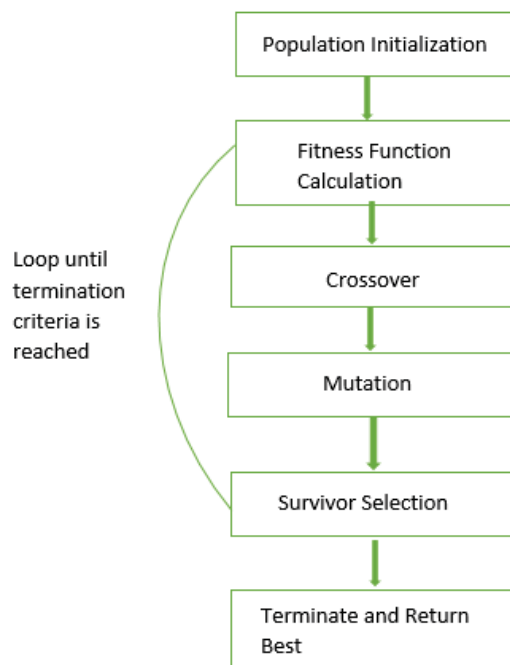 Population Initialization
Fitness Function
Calculation
Loop until
termination
criteria is
reached
Crossover
Mutation
Survivor Selection
Terminate and Return
Best